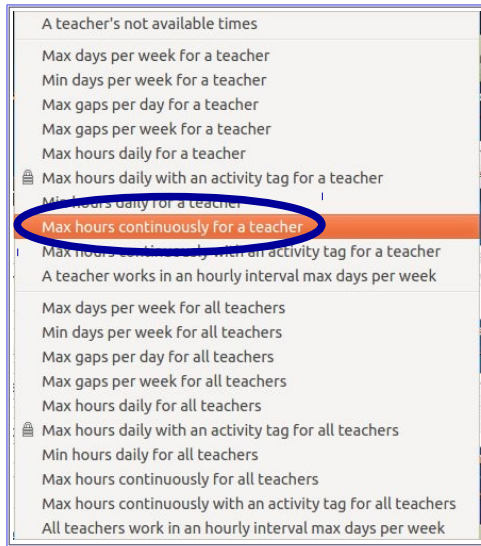 A teacher's not available times
Max days per week for a teacher
Min days per week for a teacher
Max gaps per day for a teacher
Max gaps per week for a teacher
Max hours daily for a teacher
Max hours daily with an activity tag for a teacher
Min hours daily for a teacher
Max hours continuously for a teacher
Max hours continuously with an activity tag for a teacher
A teacher works in an hourly interval max days per week
Max days per week for all teachers
Min days per week for all teachers
Max gaps per day for all teachers
Max gaps per week for all teachers
Max hours daily for all teachers
Max hours daily with an activity tag for all teachers
Min hours daily for all teachers
Max hours continuously for all teachers
Max hours continuously with an activity tag for all teachers
All teachers work in an hourly interval max days per week